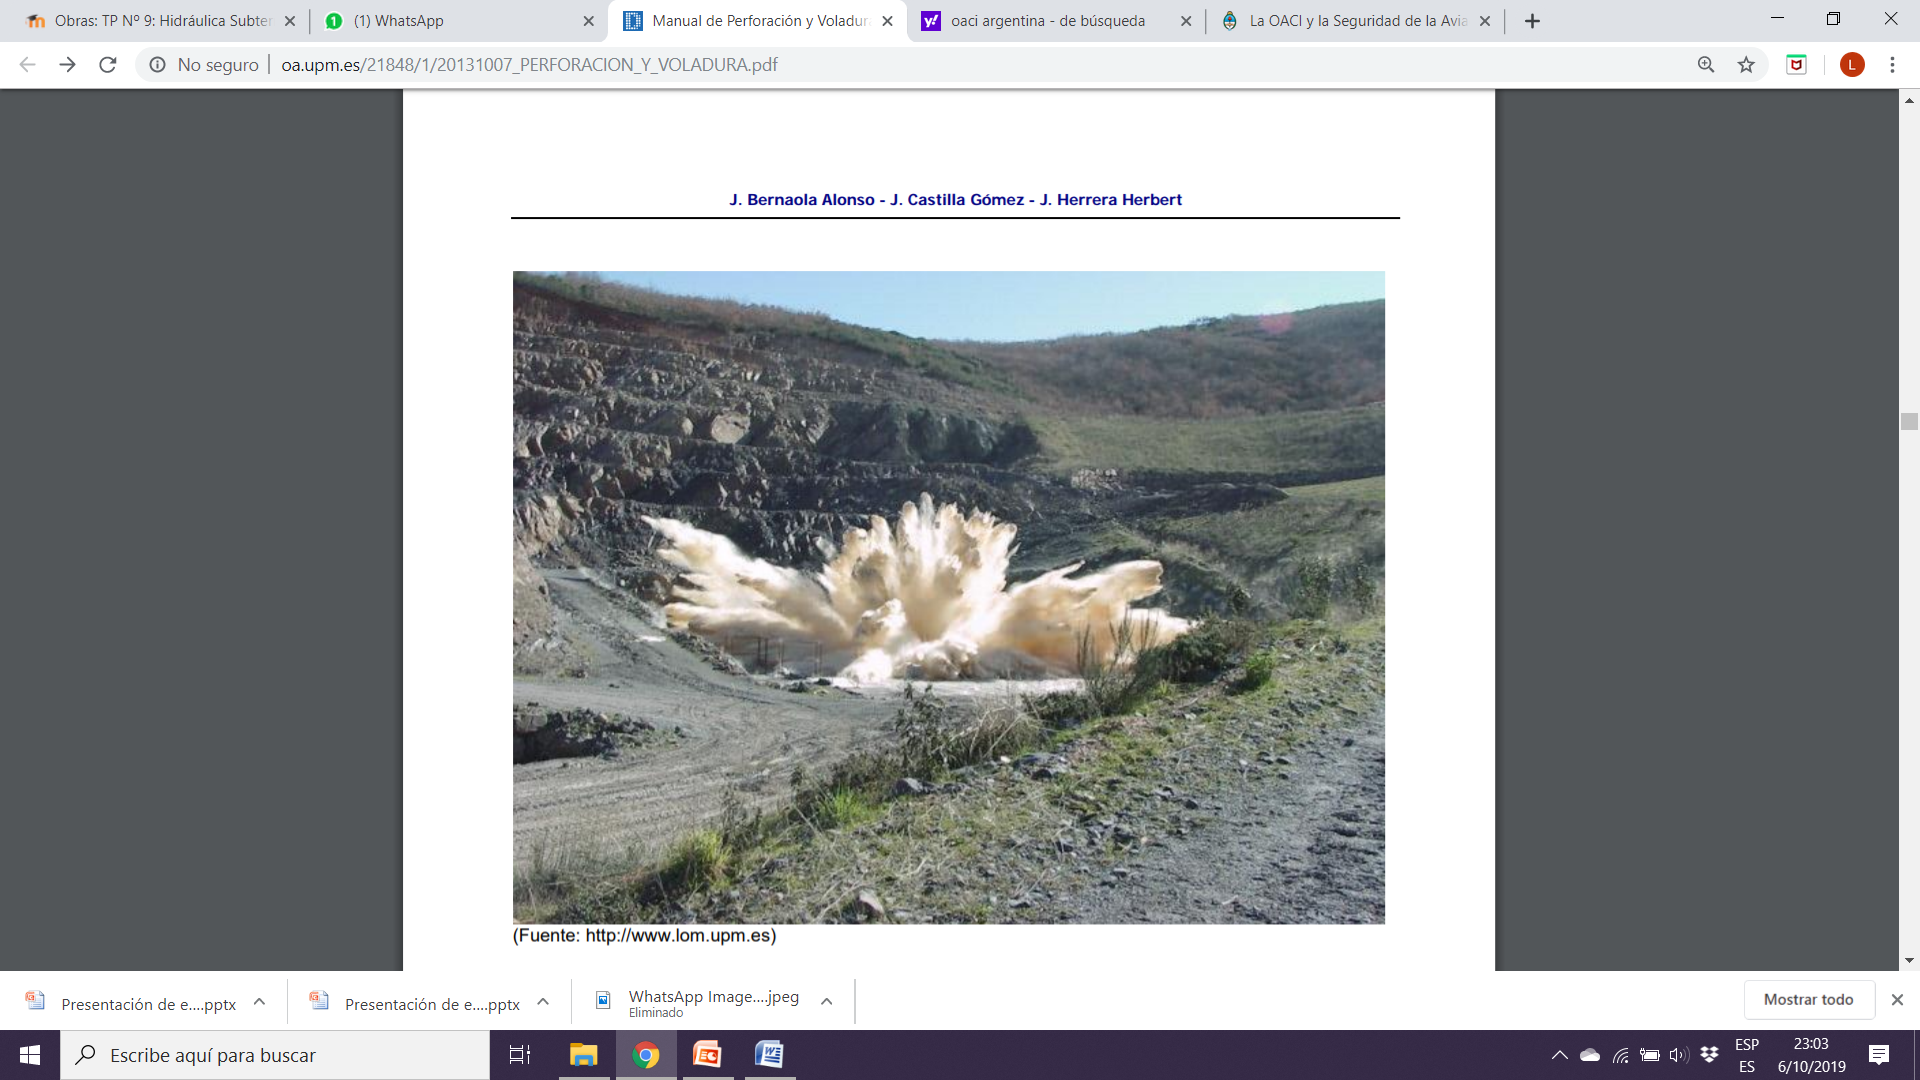 Obras: TP Nº 9: Hidráulica Subter
(1) WhatsApp
Manual de Perforación y Voladur
oaci argentina - de búsqueda
La OACI y la Seguridad de la Avia
No seguro
oa.upm.es/21848/1/20131007_PERFORACION_Y_VOLADURA.pdf
L
J. Bernaola Alonso - J. Castilla Gómez - J. Herrera Herbert
(Fuente: http://www.lom.upm.es)
Presentación de e....pptx
Presentación de e....pptx
WhatsApp Image....jpeg
Eliminado
Mostrar todo
Escribe aquí para buscar
ESP
ES
23:03
6/10/2019